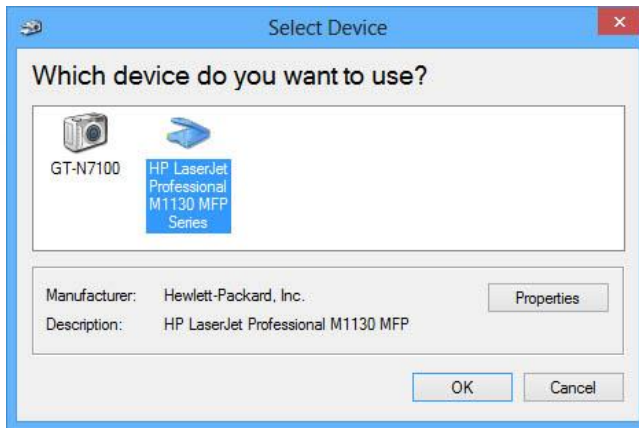 Select Device
Which device do you want to use?
GT-N7100
HP LaserJet
Professional
M1130 MFP
Series
Manufacturer: Hewlett-Packard, Inc.
Properties
Description: HP LaserJet Professional M1130 MFP
OK Cancel